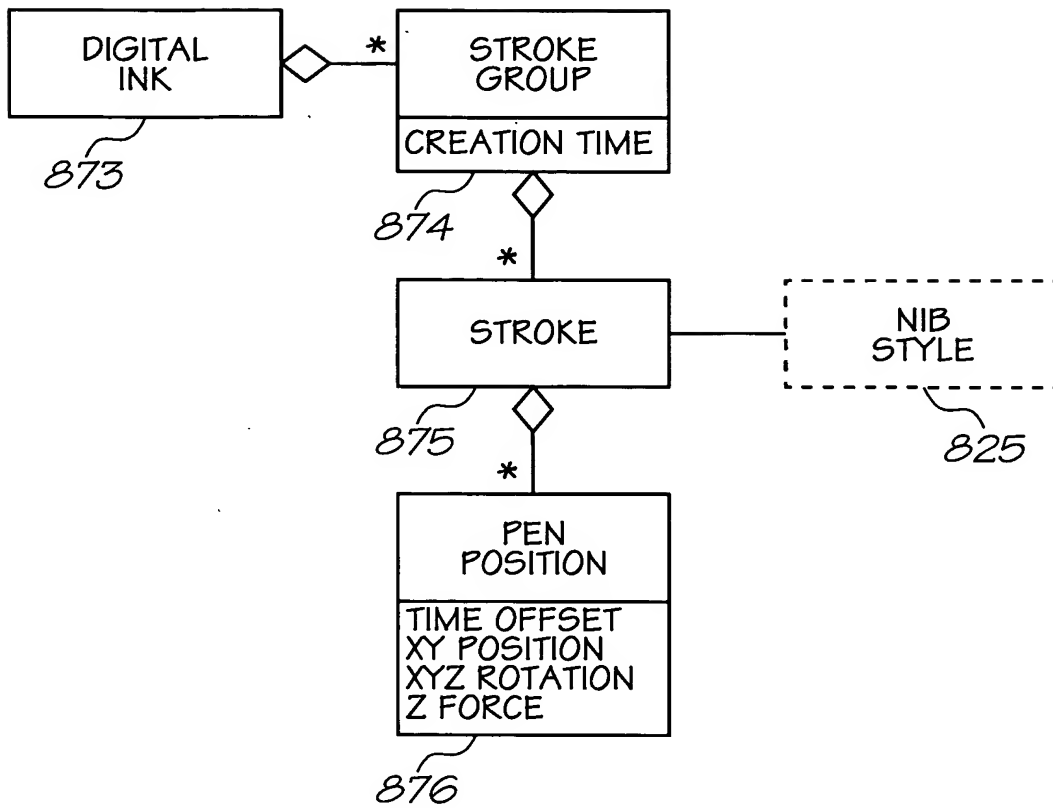 DIGITAL
INK
873
*
STROKE
GROUP
CREATION TIME
874
*
STROKE
875
NIB
STYLE
825
*
PEN
POSITION
TIME OFFSET
XY POSITION
XYZ ROTATION
Z FORCE
876